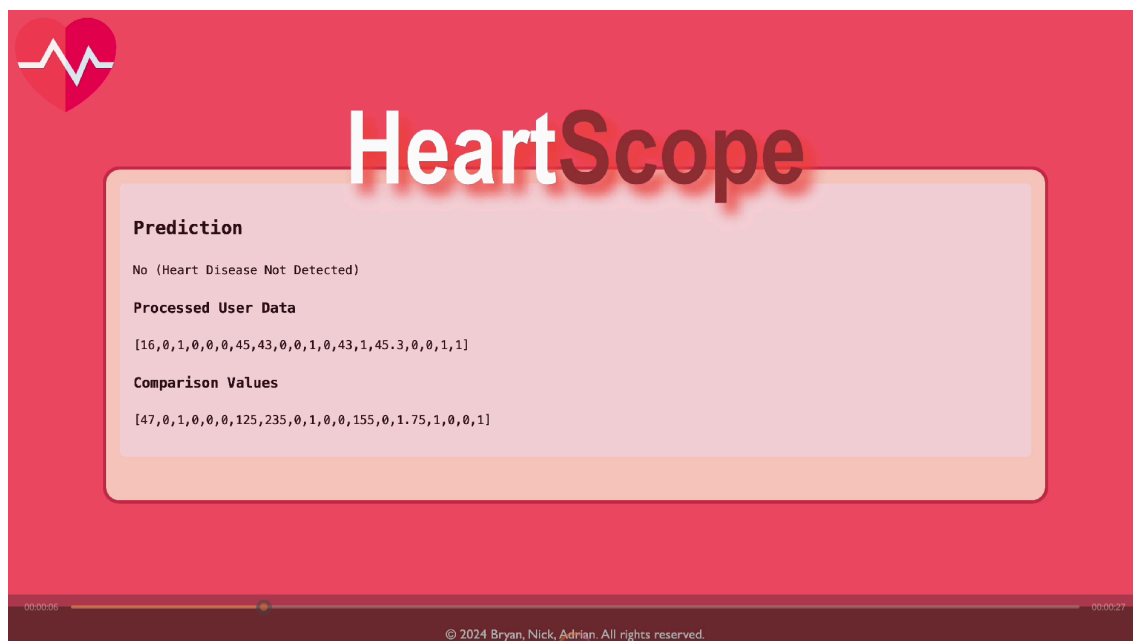 HeartScope
Prediction
No (Heart Disease Not Detected)
Processed User Data
[16,0,1,0,0,0,45,43,0,0,1,0,43,1,45.3,0,0,1,1]
Comparison Values
[47,0,1,0,0,0,125,235,0,1,0,0,155,0,1.75,1,0,0,1]
00:00:06
00:00:27
© 2024 Bryan, Nick, Adrian. All rights reserved.